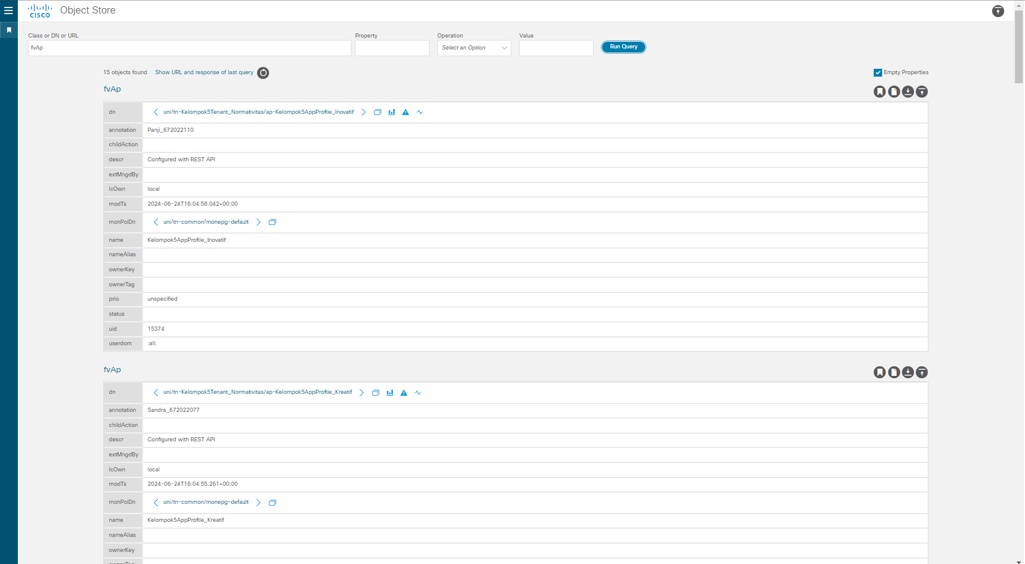 CISCO Object Store
Class or DN or URL Property Operation Value
fvAp Select an Option Run Query
15 objects found Show URL and response of last query Empty Properties
fvAp
dn uni/tn-Kelompok5Tenant_Normativitas/ap-Kelompok5AppProfile_Inovatif
annotation Panji_672022110
childAction
descr Configured with REST API
extMngdBy
lcOwn local
modTs 2024-06-24T16:04:56.042+00:00
monPolDn uni/tn-common/monepg-default
name Kelompok5AppProfile_Inovatif
nameAlias
ownerKey
ownerTag
prio unspecified
status
uid 15374
userdom :all:
fvAp
dn uni/tn-Kelompok5Tenant_Normativitas/ap-Kelompok5AppProfile_Kreatif
annotation Sandra_672022077
childAction
descr Configured with REST API
extMngdBy
lcOwn local
modTs 2024-06-24T16:04:55.261+00:00
monPolDn uni/tn-common/monepg-default
name Kelompok5AppProfile_Kreatif
nameAlias
ownerKey
ownerTag